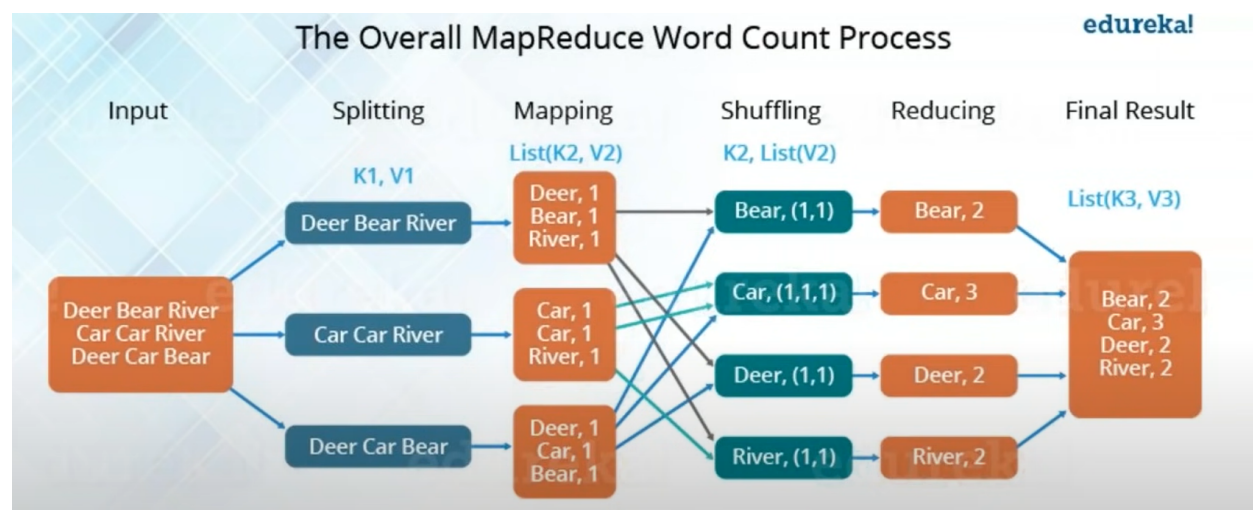 The Overall MapReduce Word Count Process
edureka!
Input
Splitting
Mapping
Shuffling
Reducing
Final Result
K1, V1
List(K2, V2)
K2, List(V2)
List(K3, V3)
Deer Bear River
Car Car River
Deer Car Bear
Deer Bear River
Car Car River
Deer Car Bear
Deer, 1
Bear, 1
River, 1
Car, 1
Car, 1
River, 1
Deer, 1
Car, 1
Bear, 1
Bear, (1,1)
Car, (1,1,1)
Deer, (1,1)
River, (1,1)
Bear, 2
Car, 3
Deer, 2
River, 2
Bear, 2
Car, 3
Deer, 2
River, 2